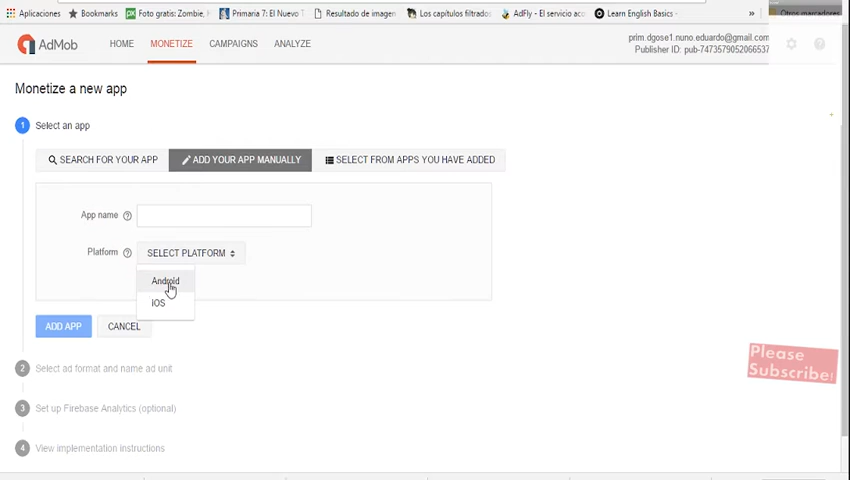 Aplicaciones Bookmarks Foto gratis: Zombie, H Primaria 7: El Nuevo T Resultado de imagen Los capítulos filtrados AdFly - El servicio aco Learn English Basics - » Otros marcadores
AdMob HOME MONETIZE CAMPAIGNS ANALYZE
prim.dgose1.nuno.eduardo@gmail.com
Publisher ID: pub-7473579052066537
Monetize a new app
1 Select an app
SEARCH FOR YOUR APP ADD YOUR APP MANUALLY SELECT FROM APPS YOU HAVE ADDED
App name
Platform SELECT PLATFORM
Android
iOS
ADD APP CANCEL
Please
Subscribe!
2 Select ad format and name ad unit
3 Set up Firebase Analytics (optional)
4 View implementation instructions